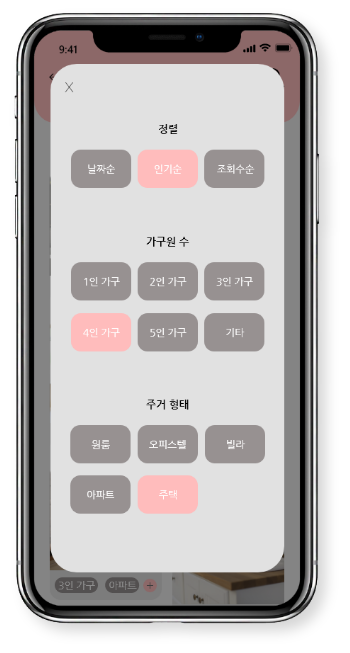 9:41
X
정렬
날짜순 인기순 조회수순
가구원 수
1인 가구 2인 가구 3인 가구
4인 가구 5인 가구 기타
주거 형태
원룸 오피스텔 빌라
아파트 주택
3인 가구 아파트 +